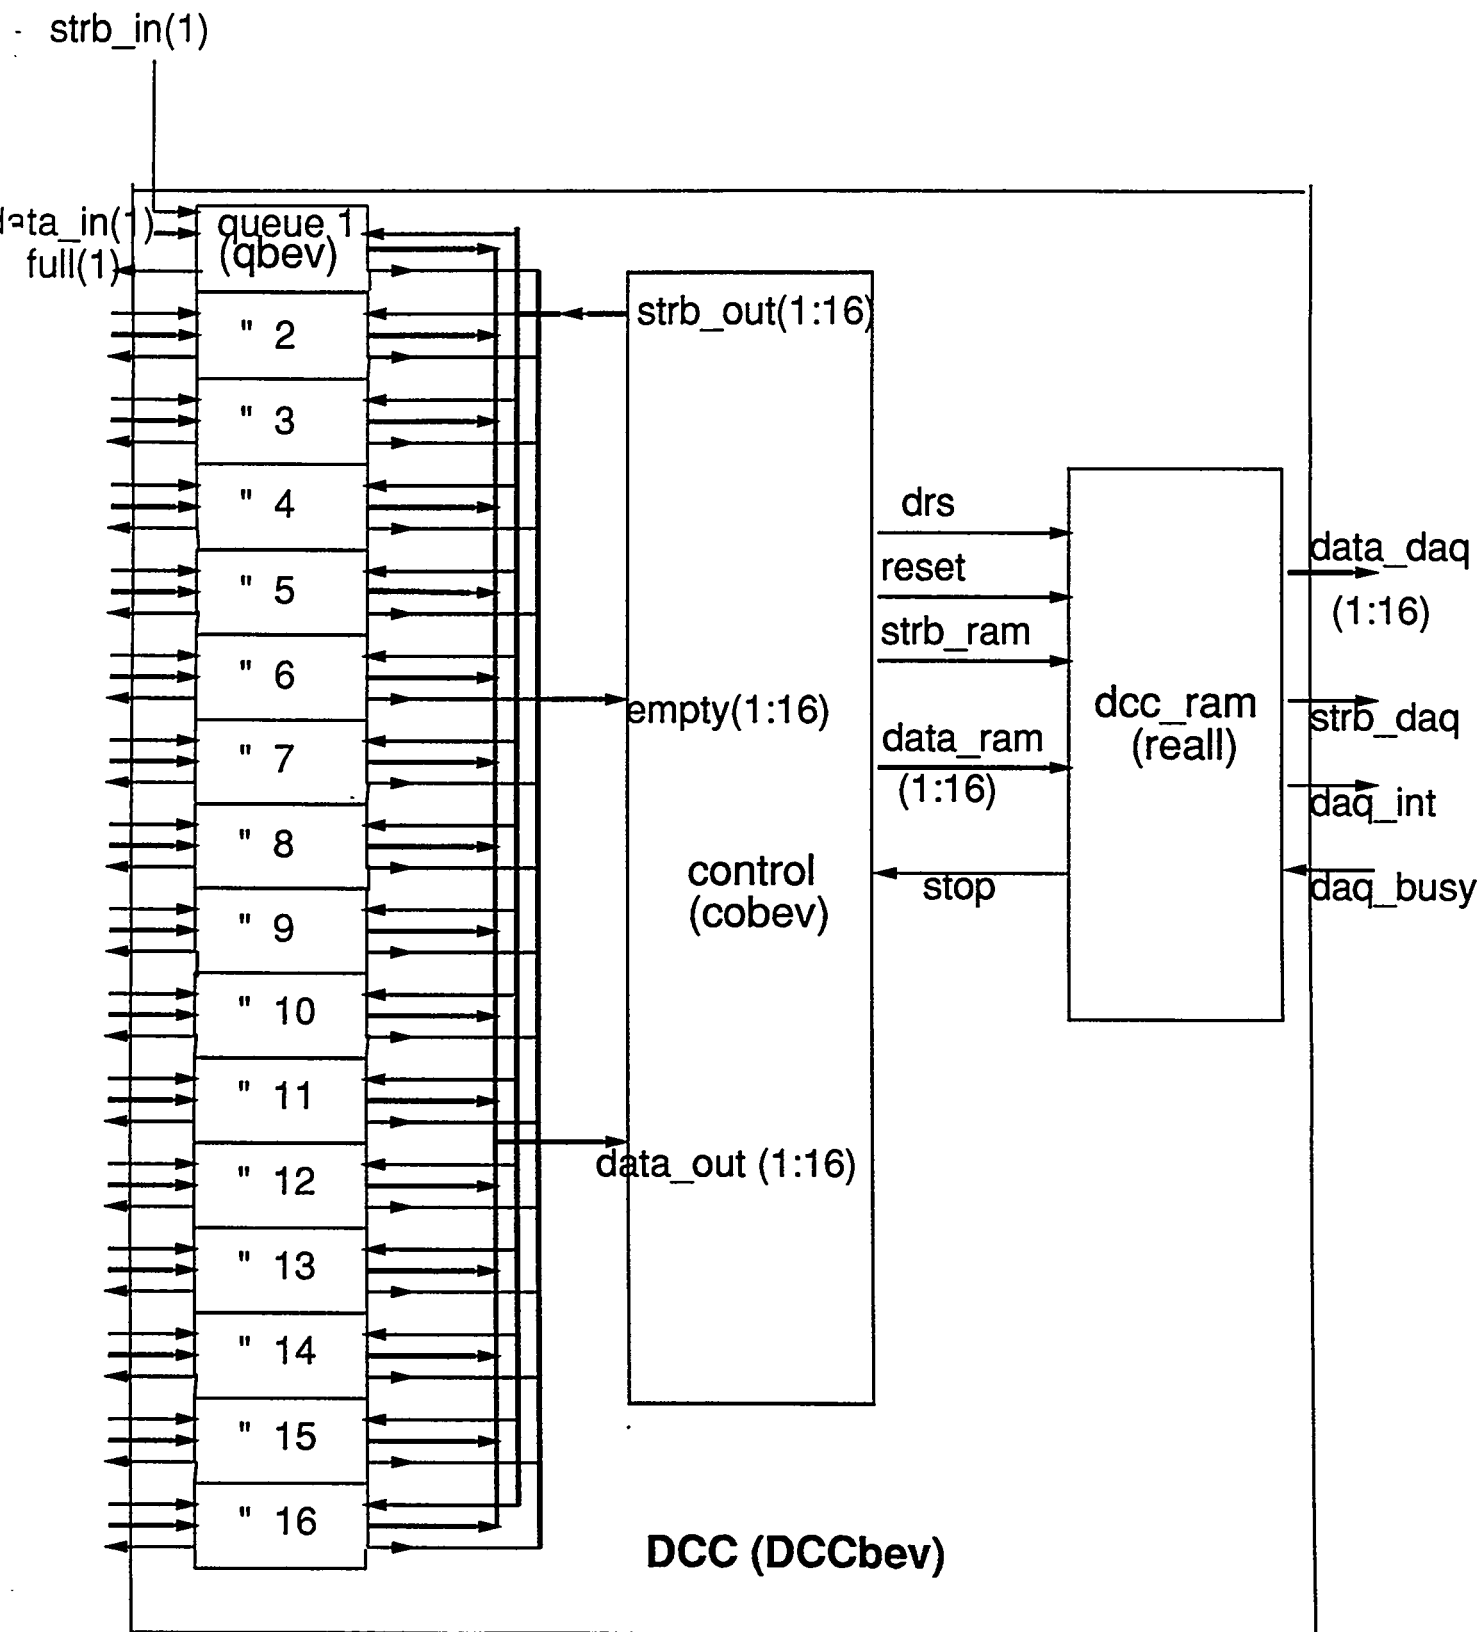 strb_in(1)
data_in(1)
full(1)
queue 1
(qbev)
" 2
" 3
" 4
" 5
" 6
" 7
" 8
" 9
" 10
" 11
" 12
" 13
" 14
" 15
" 16
strb_out(1:16)
empty(1:16)
control
(cobev)
data_out (1:16)
drs
reset
strb_ram
data_ram
(1:16)
stop
dcc_ram
(reall)
data_daq
(1:16)
strb_daq
daq_int
daq_busy
DCC (DCCbev)